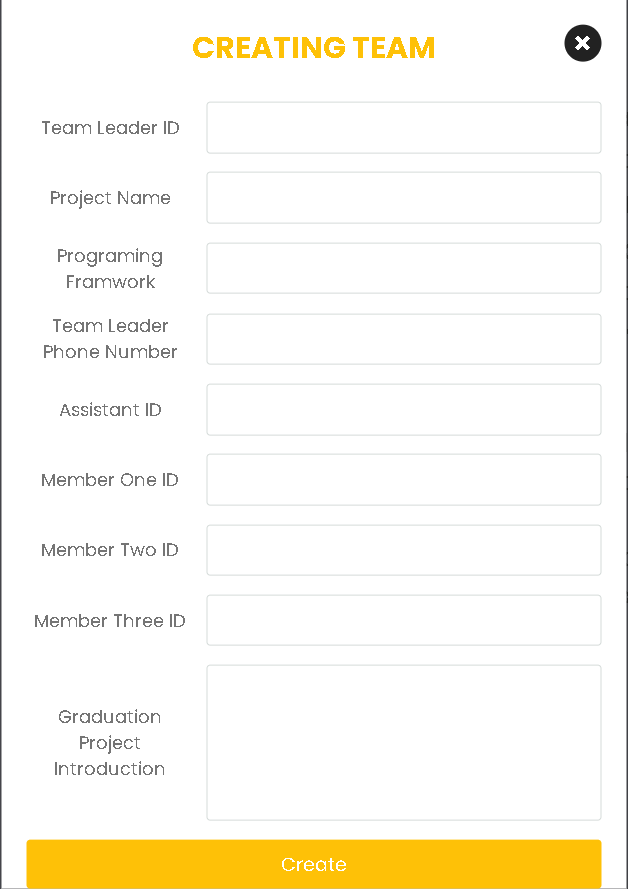 CREATING TEAM
Team Leader ID
Project Name
Programing
Framwork
Team Leader
Phone Number
Assistant ID
Member One ID
Member Two ID
Member Three ID
Graduation
Project
Introduction
Create